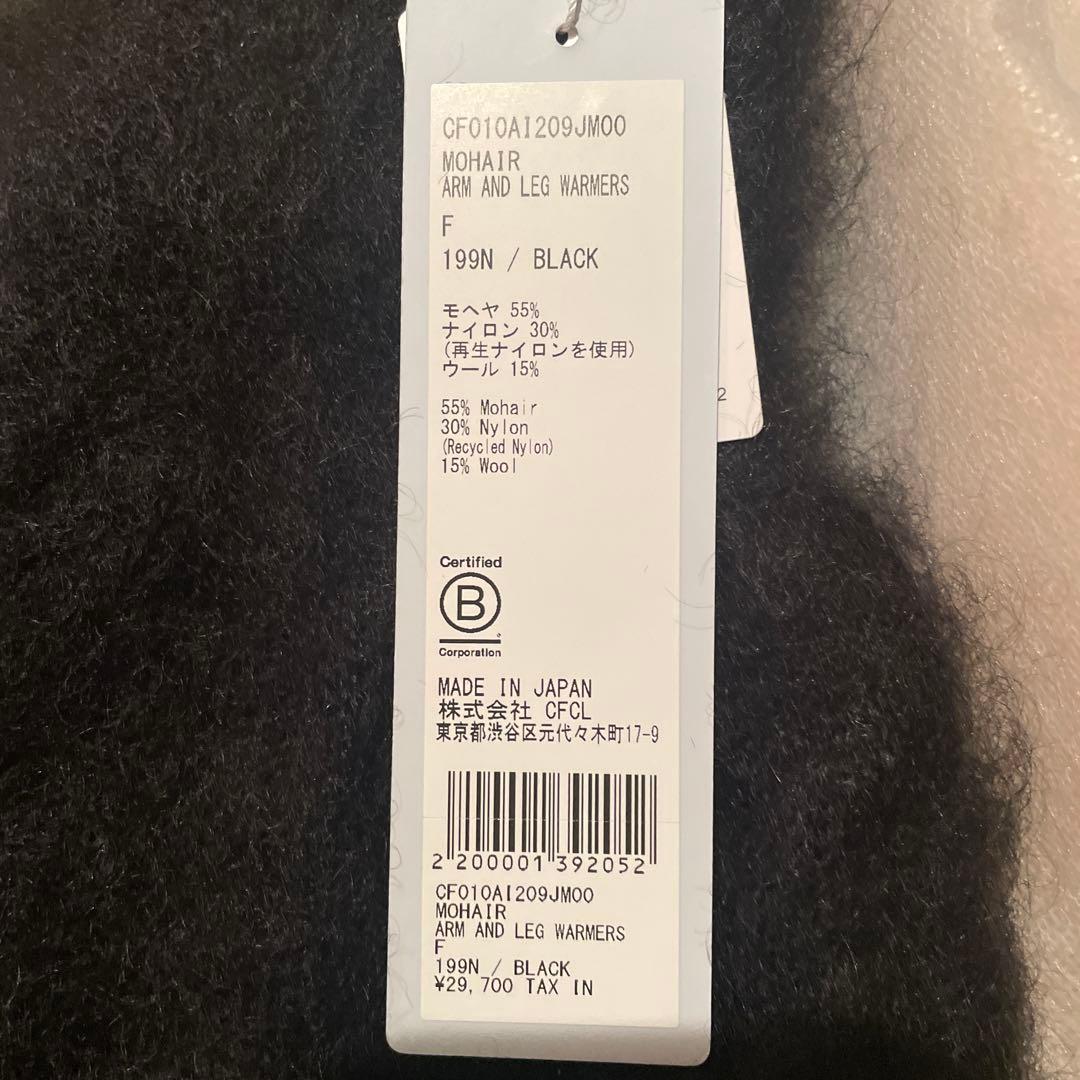 CF010AI209JM00
MOHAIR
ARM AND LEG WARMERS
F
199N / BLACK
モヘヤ 55%
ナイロン 30%
(再生ナイロンを使用)
ウール 15%
55% Mohair
30% Nylon
(Recycled Nylon)
15% Wool
Certified
B
Corporation
MADE IN JAPAN
株式会社 CFCL
東京都渋谷区元代々木町17-9
2 200001 392052
CF010AI209JM00
MOHAIR
ARM AND LEG WARMERS
F
199N / BLACK
¥29,700 TAX IN
2